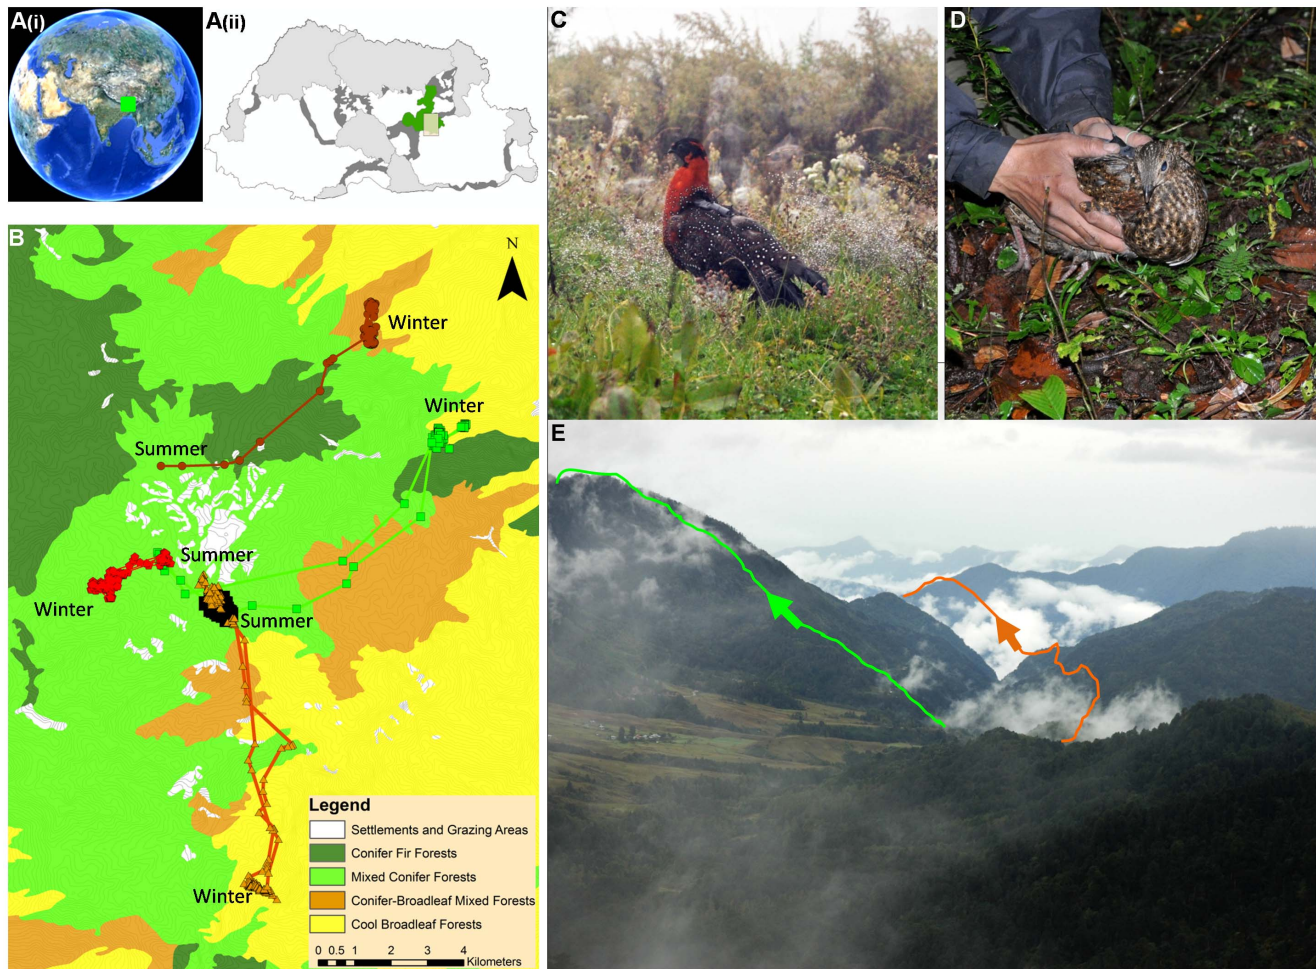 A(i)
A(ii)
B
N
Winter
Winter
Summer
Summer
Winter
Summer
Winter
Legend
Settlements and Grazing Areas
Conifer Fir Forests
Mixed Conifer Forests
Conifer-Broadleaf Mixed Forests
Cool Broadleaf Forests
0 0.5 1 2 3 4
Kilometers
C
D
E